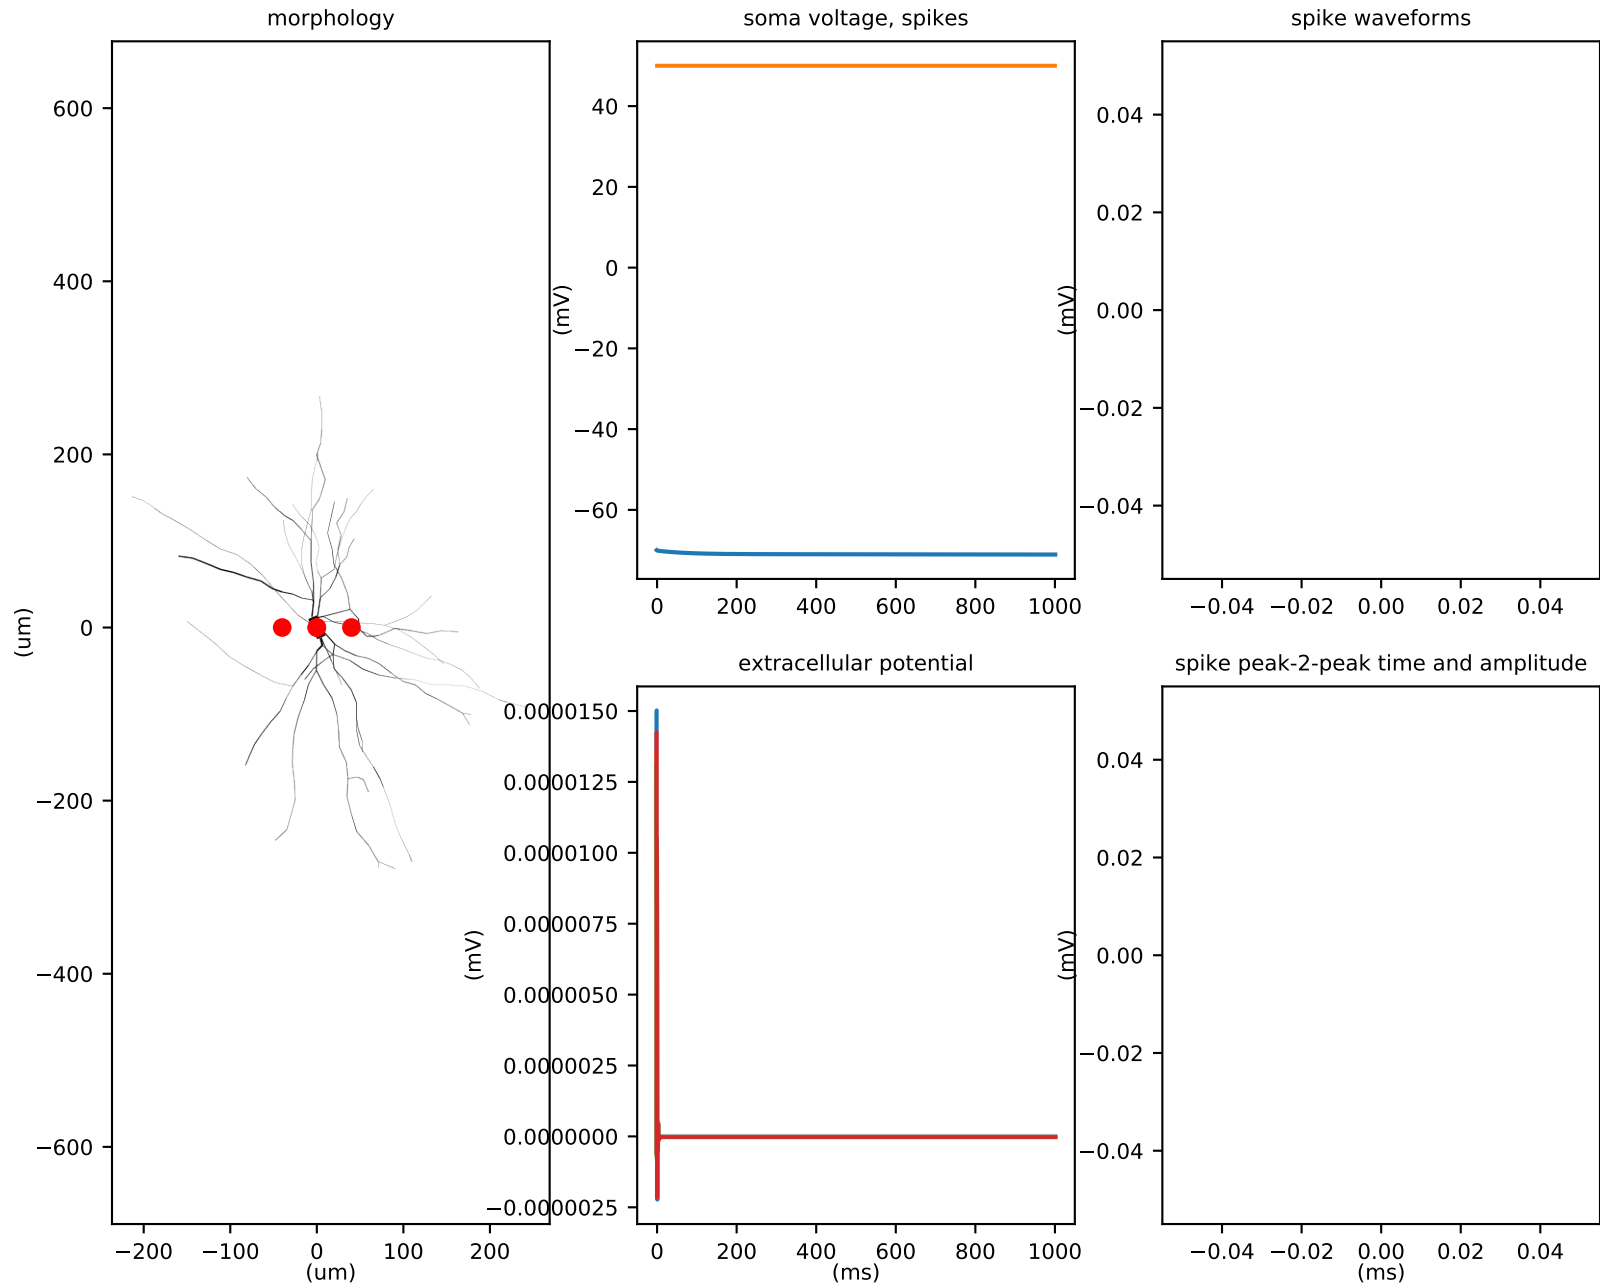 morphology
600
400
200
0
−200
−400
−600
(um)
−200 −100 0 100 200
(um)
soma voltage, spikes
40
20
0
−20
−40
−60
(mV)
0 200 400 600 800 1000
spike waveforms
0.04
0.02
0.00
−0.02
−0.04
(mV)
−0.04 −0.02 0.00 0.02 0.04
extracellular potential
0.0000150
0.0000125
0.0000100
0.0000075
0.0000050
0.0000025
0.0000000
−0.0000025
(mV)
0 200 400 600 800 1000
(ms)
spike peak-2-peak time and amplitude
0.04
0.02
0.00
−0.02
−0.04
(mV)
−0.04 −0.02 0.00 0.02 0.04
(ms)